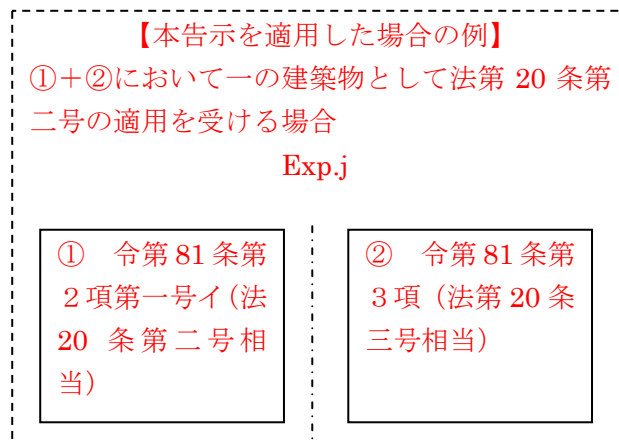 【本告示を適用した場合の例】
①+②において一の建築物として法第 20 条第
二号の適用を受ける場合
Exp.j
① 令第 81 条第
2項第一号イ(法
20 条第二号相
当)
② 令第 81 条第
3項(法第 20 条
三号相当)